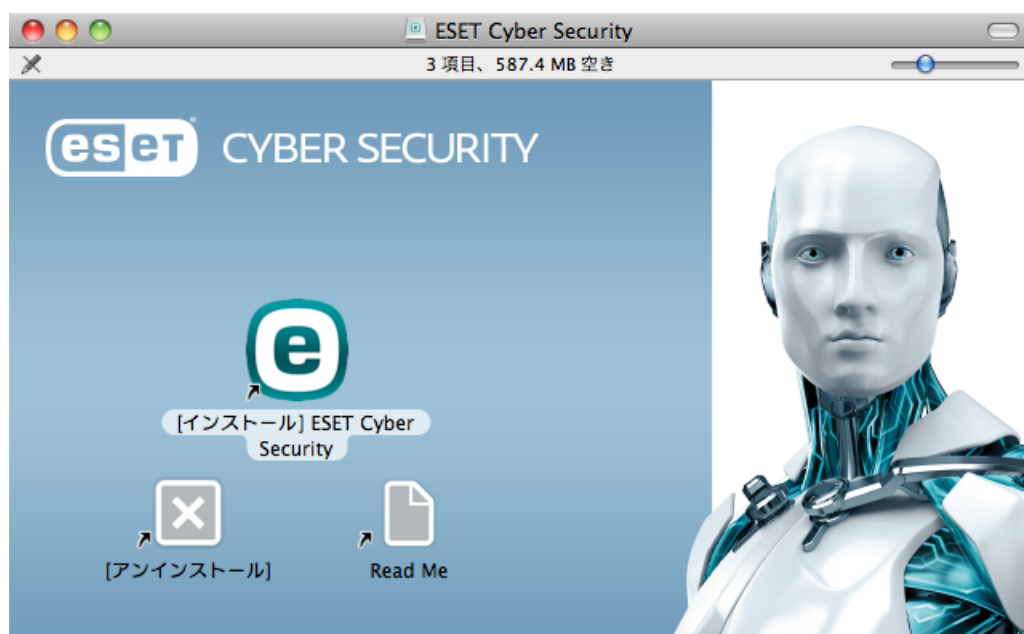 ESET Cyber Security
3 項目、587.4 MB 空き
eset CYBER SECURITY
e
[インストール] ESET Cyber
Security
[アンインストール]
Read Me